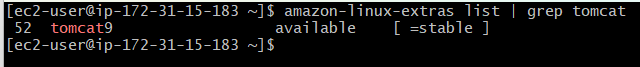 [ec2-user@ip-172-31-15-183 ~]$ amazon-linux-extras list | grep tomcat
 52  tomcat9                  available    [ =stable ]
[ec2-user@ip-172-31-15-183 ~]$